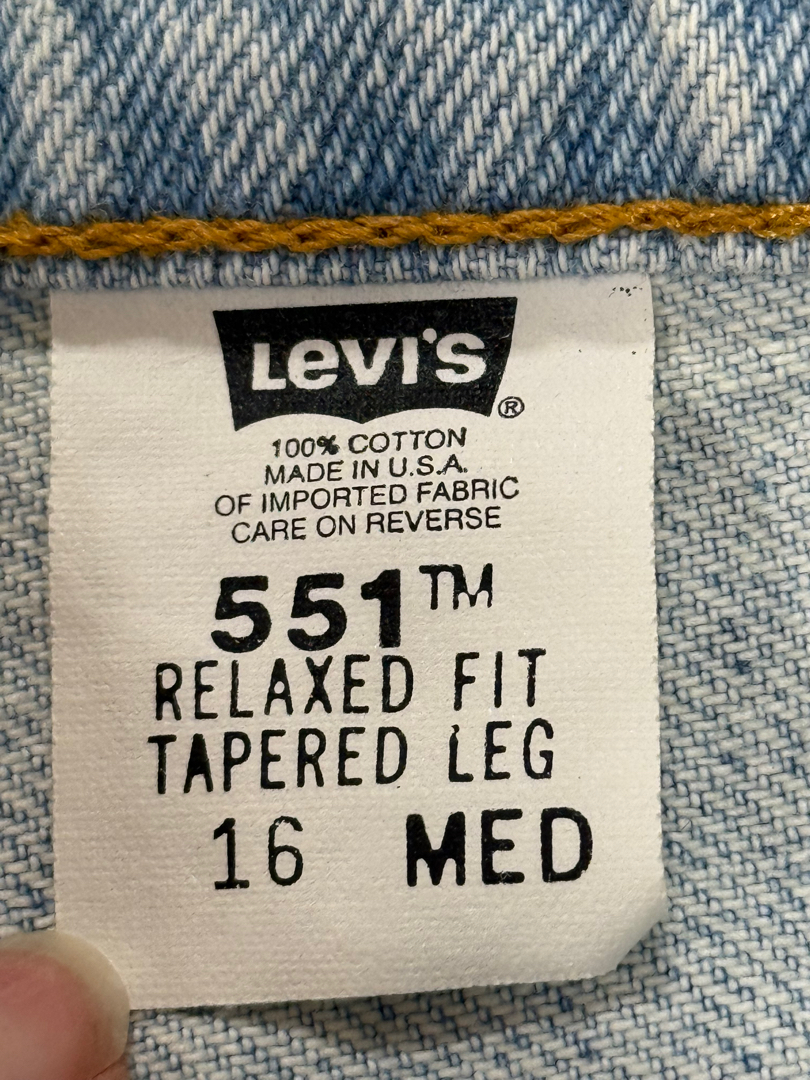 Levi's ®
100% COTTON
MADE IN U.S.A.
OF IMPORTED FABRIC
CARE ON REVERSE
551™
RELAXED FIT
TAPERED LEG
16 MED